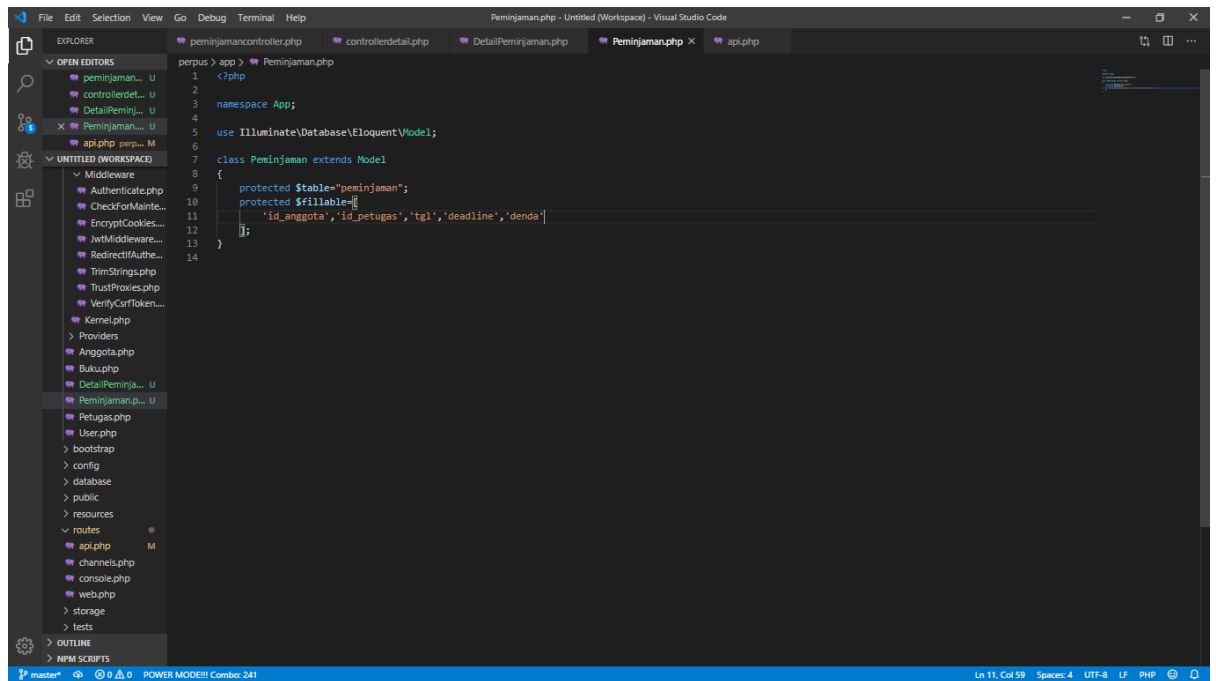 File Edit Selection View Go Debug Terminal Help Peminjaman.php - Untitled (Workspace) - Visual Studio Code
EXPLORER
peminjamancontroller.php controllerdetail.php DetailPeminjaman.php Peminjaman.php api.php
OPEN EDITORS
peminjaman... U
controllerdet... U
DetailPeminj... U
Peminjaman.... U
api.php perp... M
UNTITLED (WORKSPACE)
Middleware
Authenticate.php
CheckForMainte...
EncryptCookies....
JwtMiddleware....
RedirectIfAuthe...
TrimStrings.php
TrustProxies.php
VerifyCsrfToken....
Kernel.php
Providers
Anggota.php
Buku.php
DetailPeminja... U
Peminjaman.p... U
Petugas.php
User.php
bootstrap
config
database
public
resources
routes
api.php M
channels.php
console.php
web.php
storage
tests
OUTLINE
NPM SCRIPTS
perpus > app > Peminjaman.php
1 <?php
2
3 namespace App;
4
5 use Illuminate\Database\Eloquent\Model;
6
7 class Peminjaman extends Model
8 {
9 protected $table="peminjaman";
10 protected $fillable=[
11 'id_anggota','id_petugas','tgl','deadline','denda'
12 ];
13 }
14
master* 0 0 POWER MODE!!! Combo: 241 Ln 11, Col 59 Spaces: 4 UTF-8 LF PHP